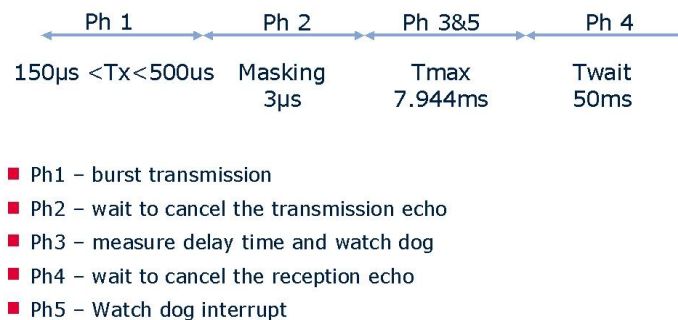 Ph 1 Ph 2 Ph 3&5 Ph 4
150µs <Tx<500us Masking Tmax Twait
3µs 7.944ms 50ms
Ph1 – burst transmission
Ph2 – wait to cancel the transmission echo
Ph3 – measure delay time and watch dog
Ph4 – wait to cancel the reception echo
Ph5 – Watch dog interrupt